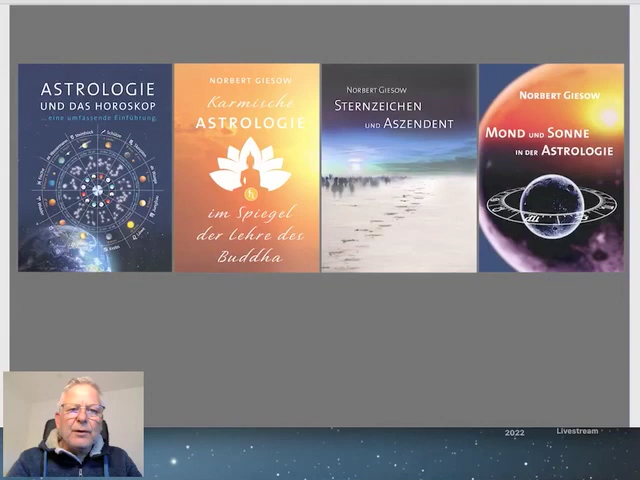 ASTROLOGIE
UND DAS HOROSKOP
...eine umfassende Einführung
NORBERT GIESOW
Karmische
ASTROLOGIE
im Spiegel
der Lehre des
Buddha
NORBERT GIESOW
STERNZEICHEN
UND ASZENDENT
NORBERT GIESOW
MOND UND SONNE
IN DER ASTROLOGIE
2022
Livestream